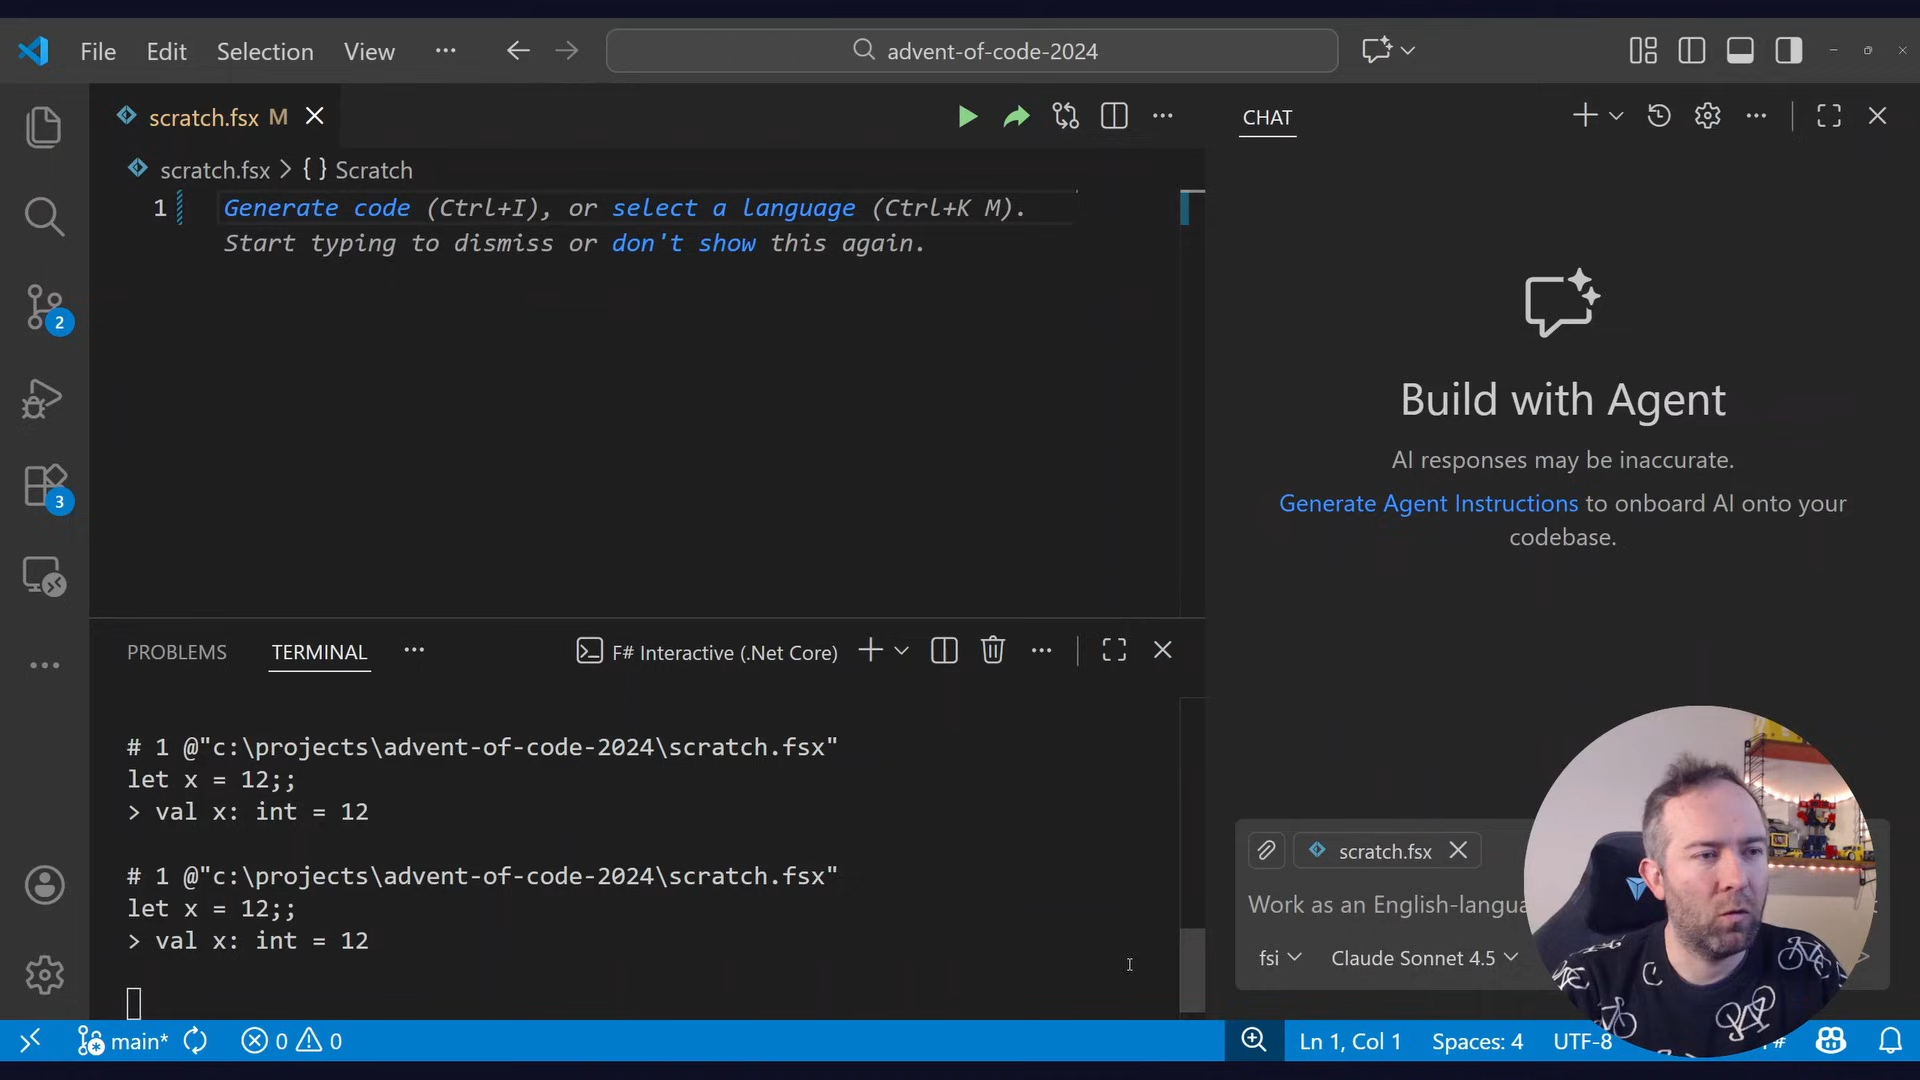 File Edit Selection View
advent-of-code-2024
scratch.fsx M
scratch.fsx > { } Scratch
1 Generate code (Ctrl+I), or select a language (Ctrl+K M).
Start typing to dismiss or don't show this again.
CHAT
Build with Agent
AI responses may be inaccurate.
Generate Agent Instructions to onboard AI onto your
codebase.
2
3
PROBLEMS TERMINAL
F# Interactive (.Net Core)
# 1 @"c:\projects\advent-of-code-2024\scratch.fsx"
let x = 12;;
> val x: int = 12
# 1 @"c:\projects\advent-of-code-2024\scratch.fsx"
let x = 12;;
> val x: int = 12
scratch.fsx
Work as an English-langua
fsi Claude Sonnet 4.5
main* 0 0
Ln 1, Col 1 Spaces: 4 UTF-8